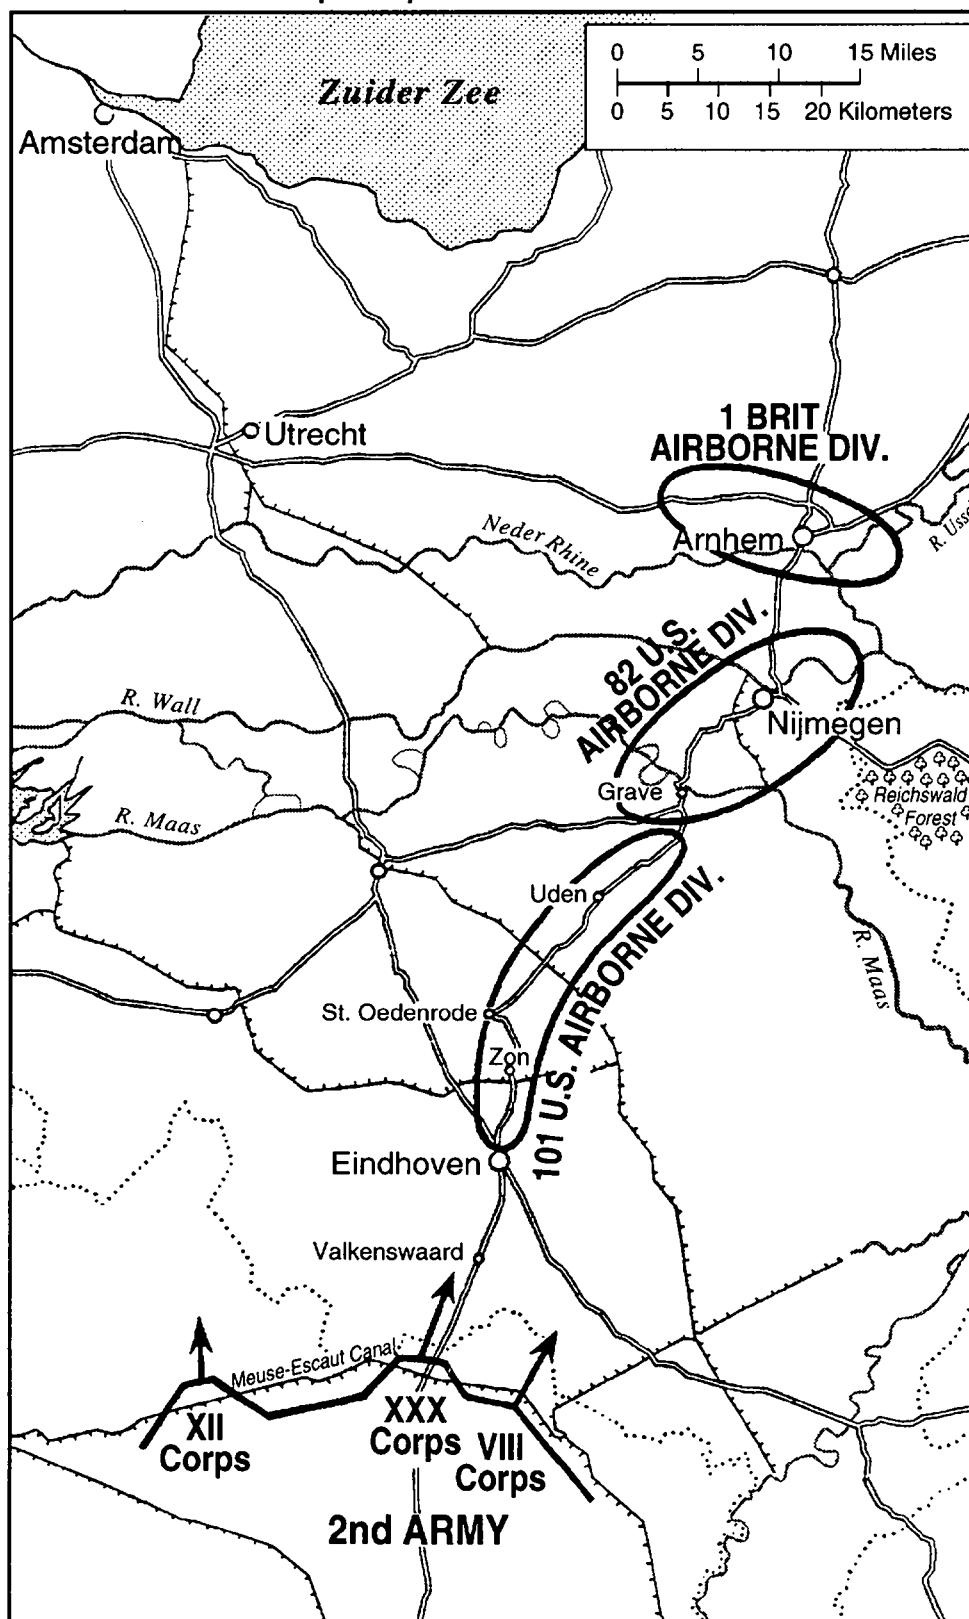 Zuider Zee
0 5 10 15 Miles
0 5 10 15 20 Kilometers
Amsterdam
Utrecht
1 BRIT
AIRBORNE DIV.
Neder Rhine
Arnhem
82 U.S.
AIRBORNE DIV.
R. Wall
Nijmegen
Grave
Reichswald
Forest
R. Maas
Uden
101 U.S. AIRBORNE DIV.
R. Maas
St. Oedenrode
Zon
Eindhoven
Valkenswaard
Meuse-Escaut Canal
XII
Corps
XXX
Corps
VIII
Corps
2nd ARMY